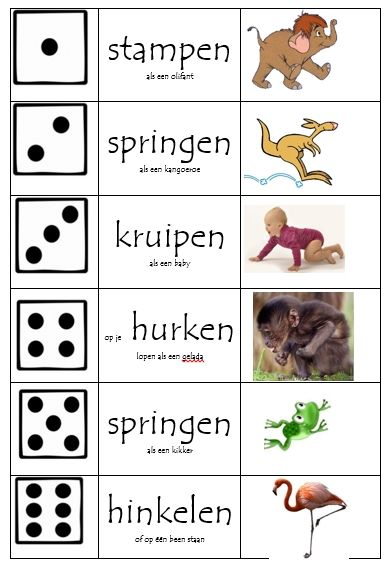 stampen
als een olifant
springen
als een kangoeroe
kruipen
als een baby
op je hurken
lopen als een gelada
springen
als een kikker
hinkelen
of op één been staan